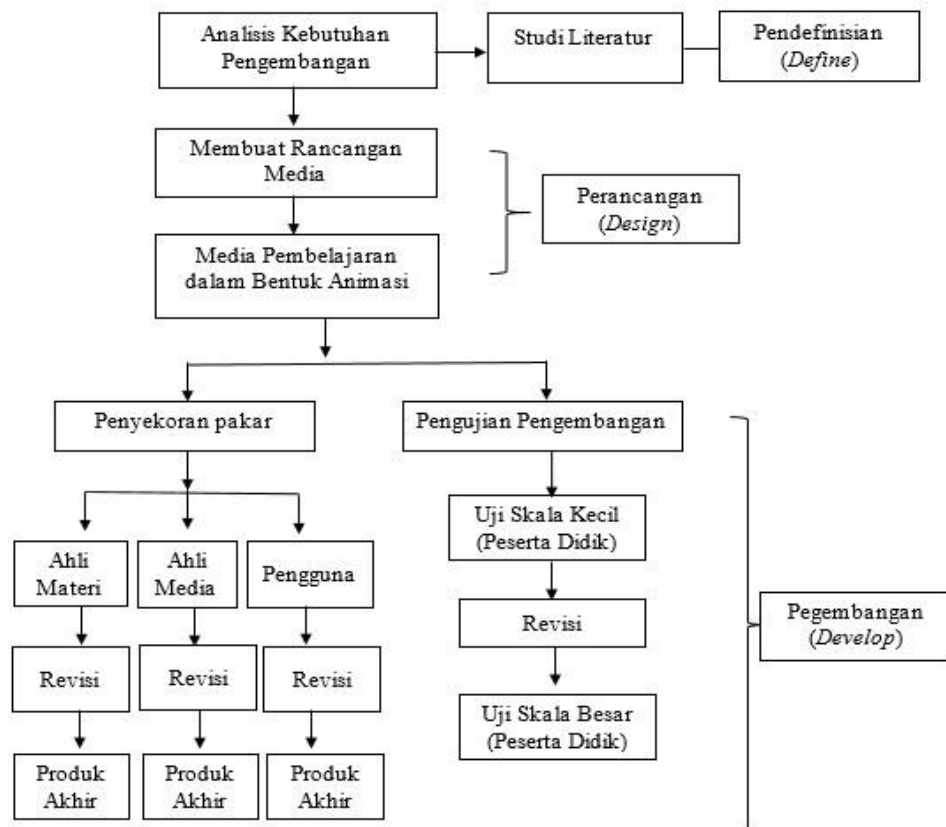 Analisis Kebutuhan
Pengembangan
Studi Literatur
Pendefinisian
(Define)
Membuat Rancangan
Media
Perancangan
(Design)
Media Pembelajaran
dalam Bentuk Animasi
Penyekoran pakar
Pengujian Pengembangan
Ahli
Materi
Ahli
Media
Pengguna
Uji Skala Kecil
(Peserta Didik)
Pegembangan
(Develop)
Revisi
Revisi
Revisi
Revisi
Uji Skala Besar
(Peserta Didik)
Produk
Akhir
Produk
Akhir
Produk
Akhir